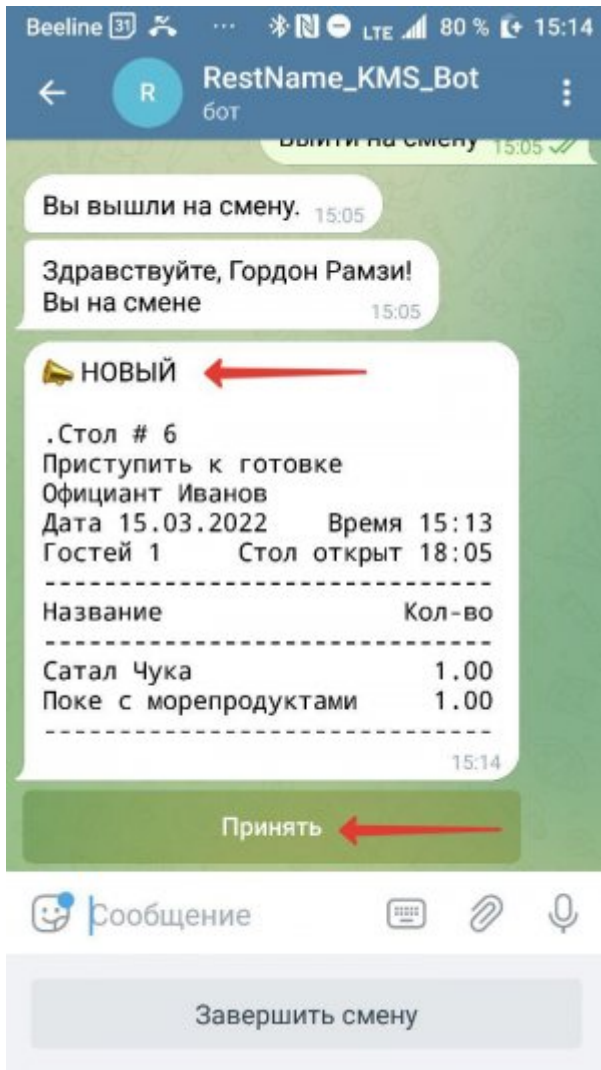 Beeline 31 ... LTE 80 % 15:14
R
RestName_KMS_Bot
бот
Выйти на смену 15:05
Вы вышли на смену. 15:05
Здравствуйте, Гордон Рамзи!
Вы на смене 15:05
НОВЫЙ
.Стол # 6
Приступить к готовке
Официант Иванов
Дата 15.03.2022 Время 15:13
Гостей 1 Стол открыт 18:05
--------------------------------
Название Кол-во
--------------------------------
Сатал Чука 1.00
Поке с морепродуктами 1.00
--------------------------------
15:14
Принять
Сообщение
Завершить смену